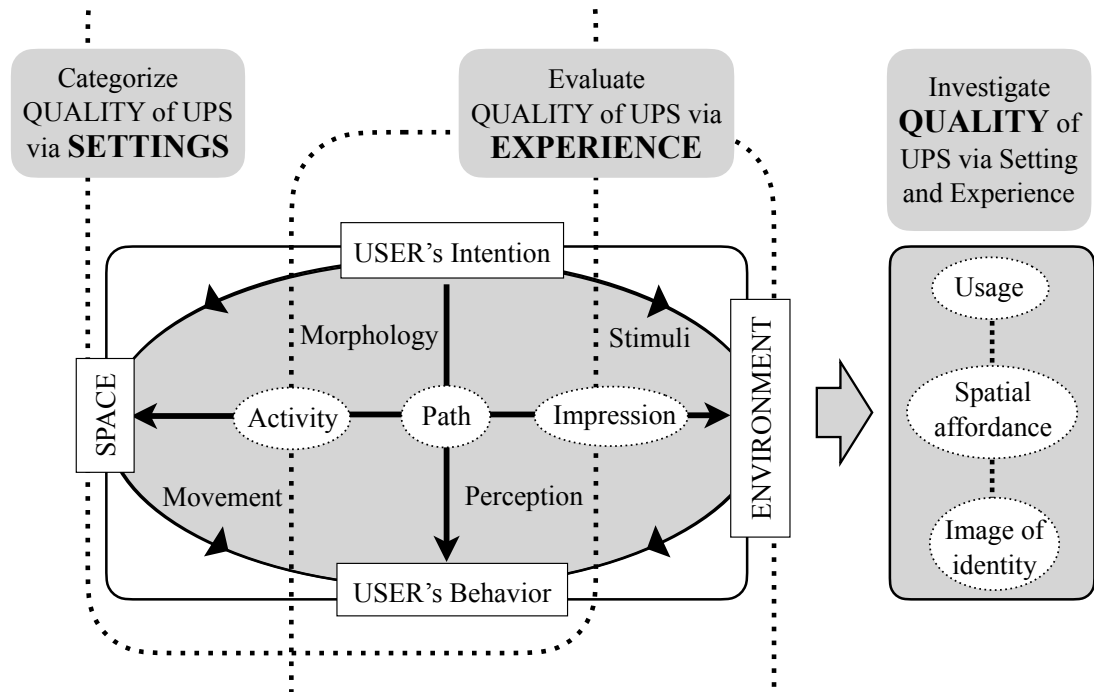 Categorize
QUALITY of UPS
via SETTINGS
Evaluate
QUALITY of UPS via
EXPERIENCE
Investigate
QUALITY of
UPS via Setting
and Experience
USER's Intention
Morphology
Stimuli
SPACE
Activity
Path
Impression
ENVIRONMENT
Movement
Perception
USER's Behavior
Usage
Spatial
affordance
Image of
identity